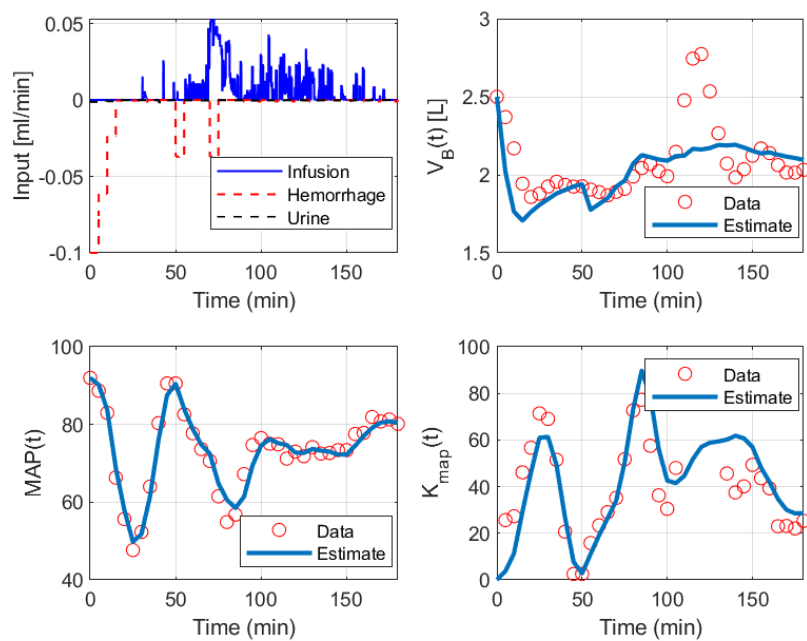 0.05
0
-0.05
-0.1
Input [ml/min]
Infusion
Hemorrhage
Urine
0 50 100 150
Time (min)
3
2.5
2
1.5
V_B(t) [L]
Data
Estimate
0 50 100 150
Time (min)
100
80
60
40
MAP(t)
Data
Estimate
0 50 100 150
Time (min)
100
80
60
40
20
0
K_map(t)
Data
Estimate
0 50 100 150
Time (min)